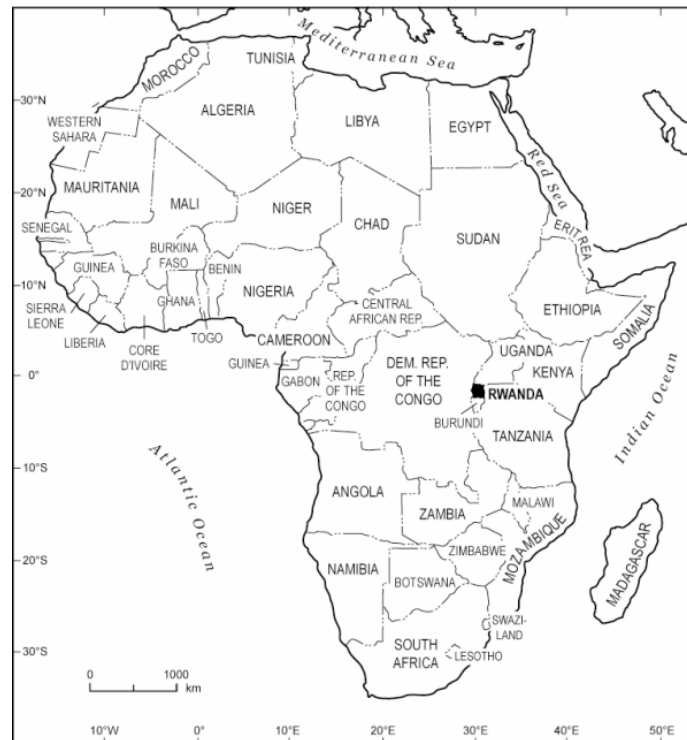 Mediterranean Sea
MOROCCO
TUNISIA
30°N
ALGERIA
LIBYA
EGYPT
WESTERN
SAHARA
Red Sea
MAURITANIA
20°N
MALI
NIGER
CHAD
SUDAN
ERITREA
SENEGAL
BURKINA
FASO
GUINEA
BENIN
10°N
NIGERIA
GHANA
CENTRAL
AFRICAN REP.
ETHIOPIA
SOMALIA
SIERRA
LEONE
LIBERIA
CORE
D'IVOIRE
TOGO
CAMEROON
UGANDA
KENYA
GUINEA
GABON
REP.
OF THE
CONGO
DEM. REP.
OF THE
CONGO
0°
RWANDA
BURUNDI
TANZANIA
Indian Ocean
Atlantic Ocean
10°S
ANGOLA
ZAMBIA
MALAWI
MOZAMBIQUE
MADAGASCAR
20°S
NAMIBIA
ZIMBABWE
BOTSWANA
SWAZI-
LAND
30°S
SOUTH
AFRICA
LESOTHO
0 1000
km
10°W 0° 10°E 20°E 30°E 40°E 50°E